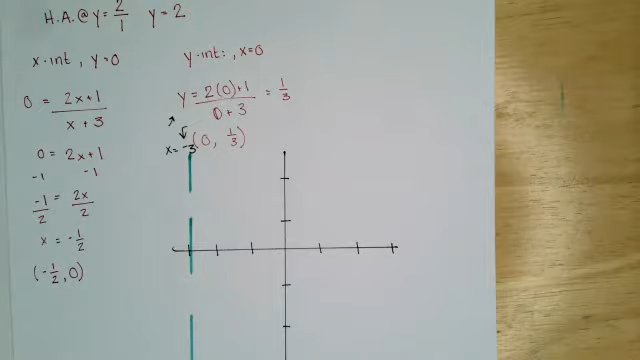 H.A.@ y = 2/1 y = 2
x-int, y=0
0 = 2x+1 / x+3
0 = 2x+1
-1 -1
-1/2 = 2x/2
x = -1/2
(-1/2, 0)
y-int:, x=0
y = 2(0)+1 / 0+3 = 1/3
(0, 1/3)
x= -3